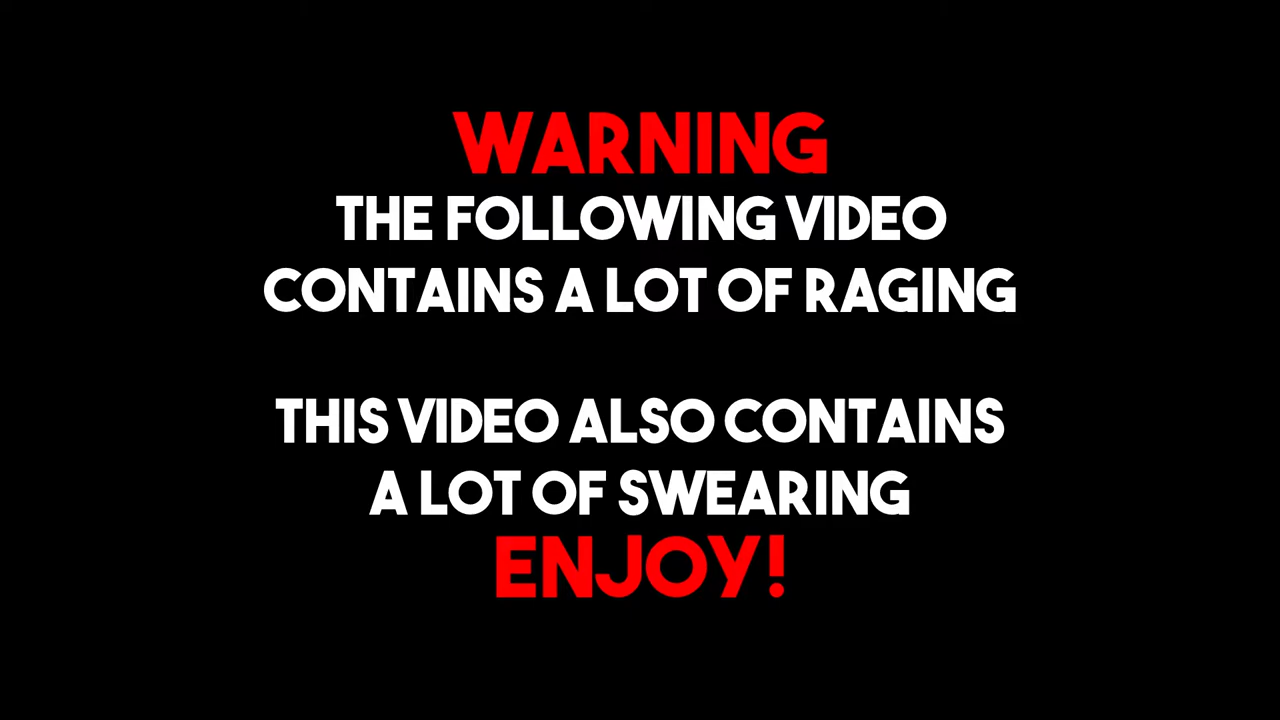 WARNING
THE FOLLOWING VIDEO
CONTAINS A LOT OF RAGING
THIS VIDEO ALSO CONTAINS
A LOT OF SWEARING
ENJOY!